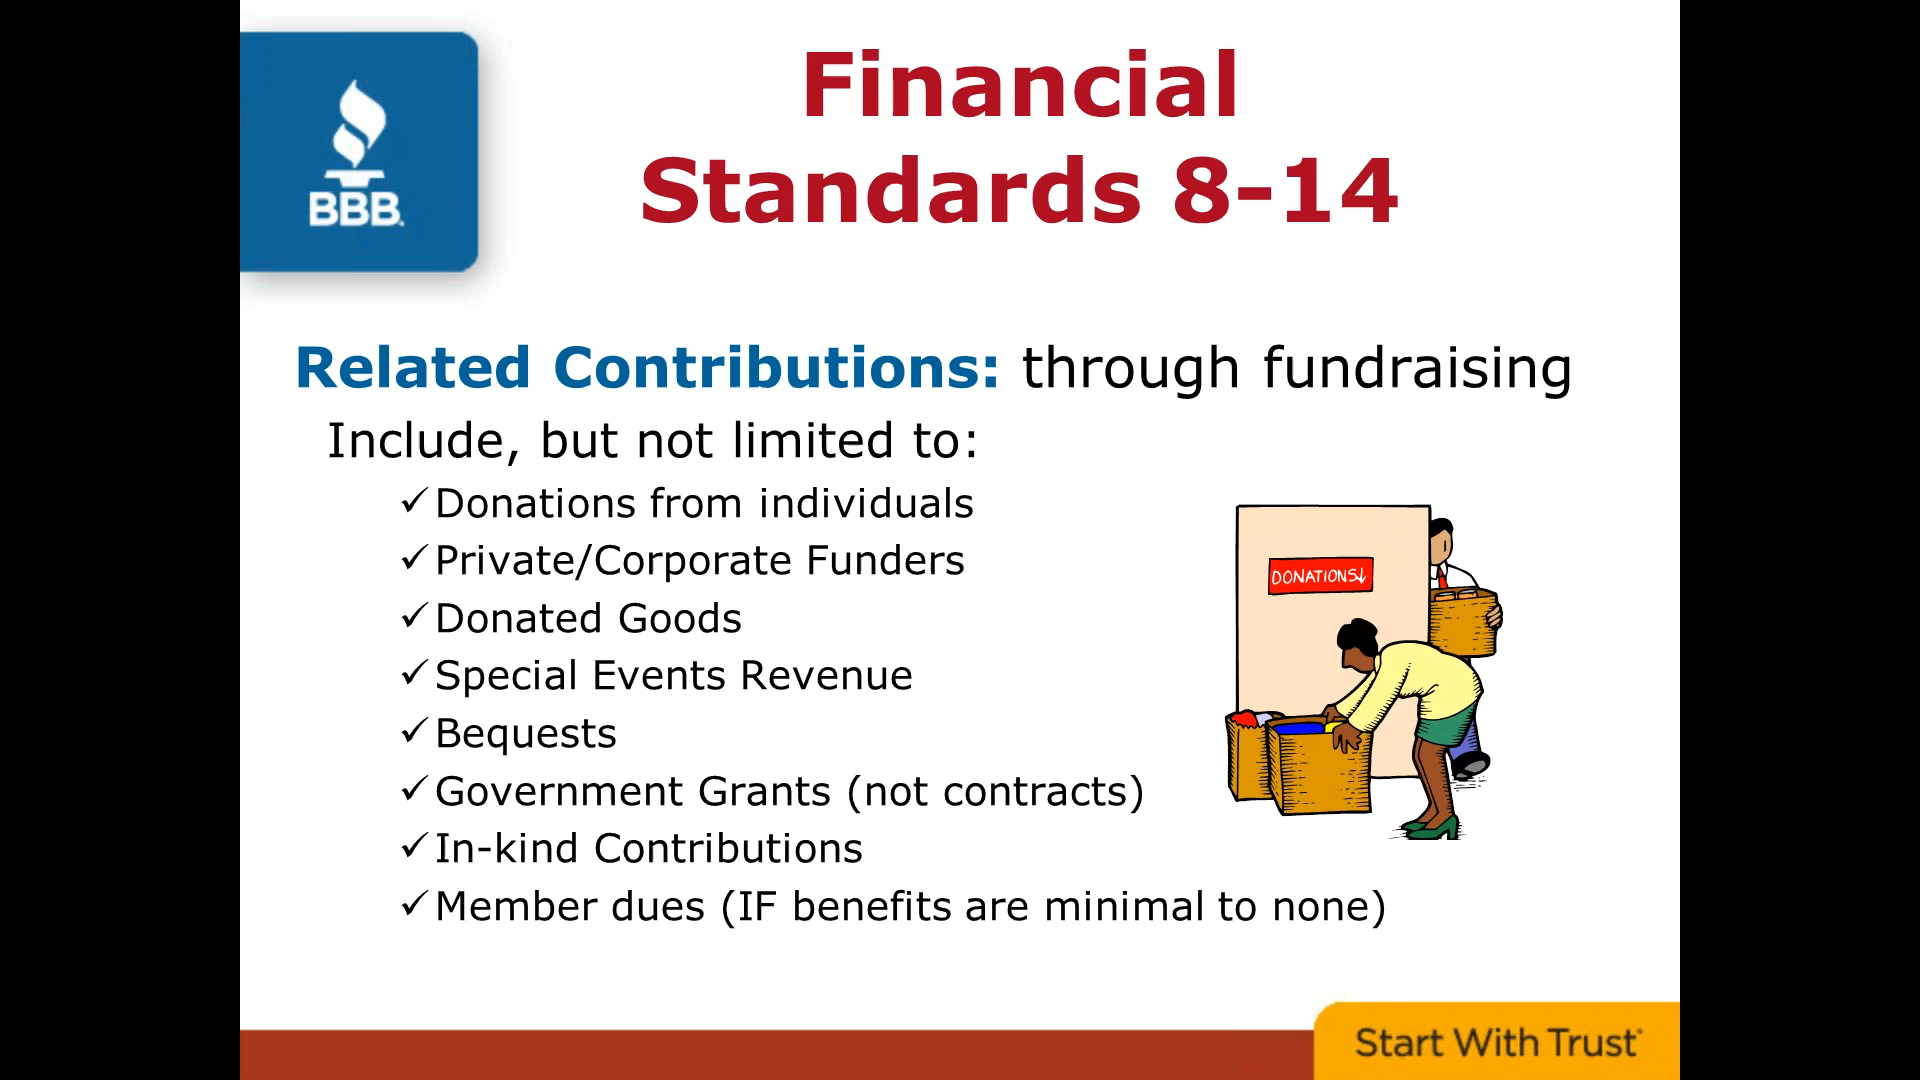 BBB.
Financial
Standards 8-14
Related Contributions: through fundraising
Include, but not limited to:
✓Donations from individuals
✓Private/Corporate Funders
✓Donated Goods
✓Special Events Revenue
✓Bequests
✓Government Grants (not contracts)
✓In-kind Contributions
✓Member dues (IF benefits are minimal to none)
DONATIONS↓
Start With Trust